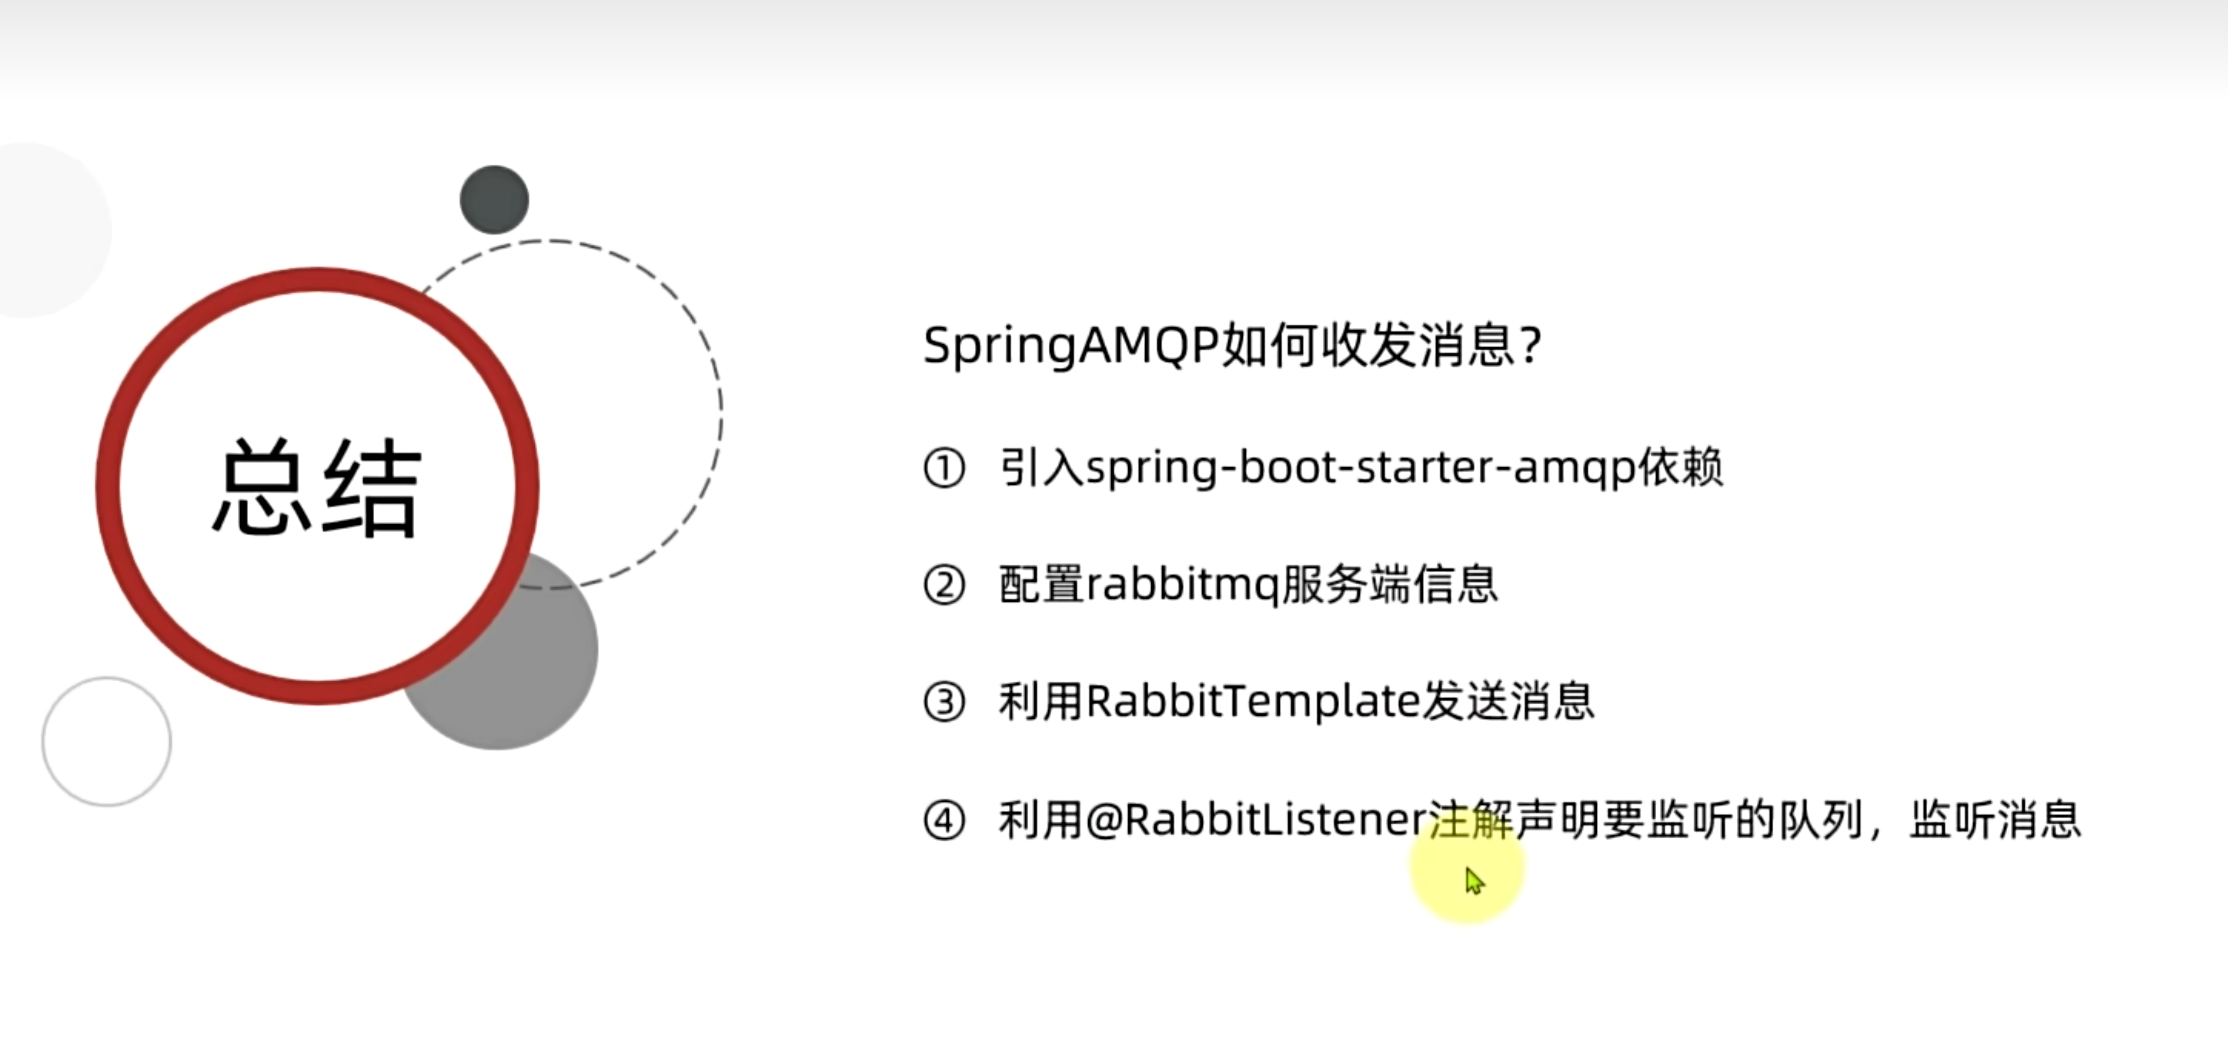 总结
SpringAMQP如何收发消息？
① 引入spring-boot-starter-amqp依赖
② 配置rabbitmq服务端信息
③ 利用RabbitTemplate发送消息
④ 利用@RabbitListener注解声明要监听的队列，监听消息